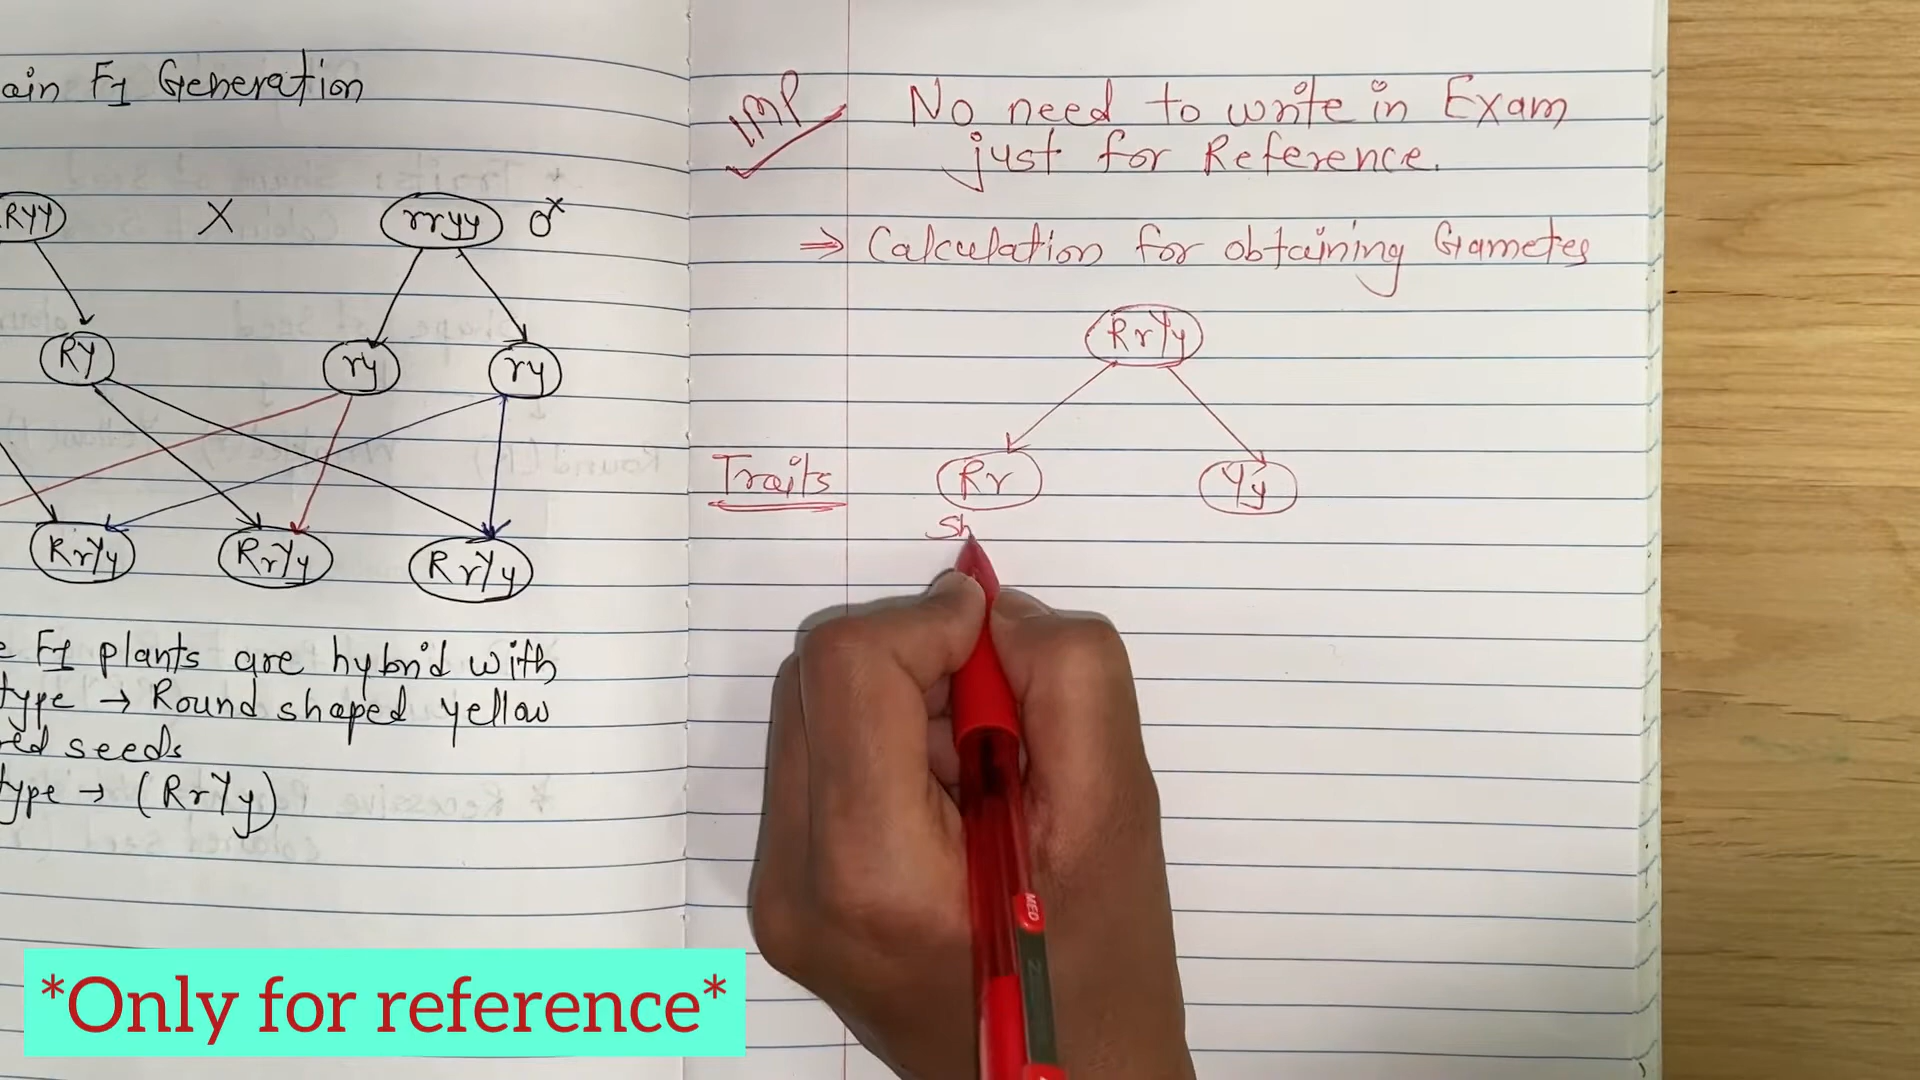 ain F1 Generation
RYY X rryy ♂
RY ry ry
RrYy RrYy RrYy
F1 plants are hybrid with
type → Round shaped yellow
red seeds
type → (RrYy)
IMP
No need to write in Exam
just for Reference.
⇒ Calculation for obtaining Gametes
RrYy
Traits Rr Yy
Sh
*Only for reference*
MED